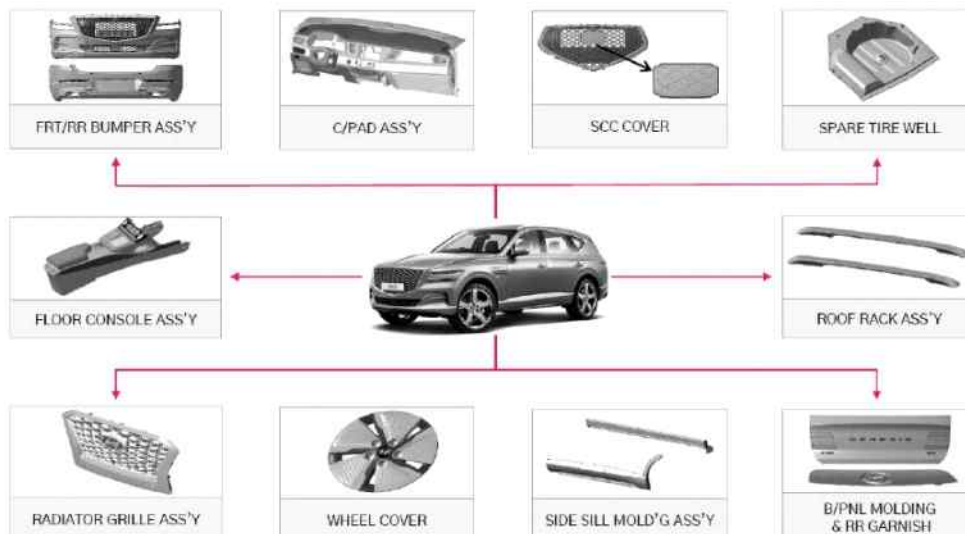 FRT/RR BUMPER ASS'Y
C/PAD ASS'Y
SCC COVER
SPARE TIRE WELL
FLOOR CONSOLE ASS'Y
ROOF RACK ASS'Y
RADIATOR GRILLE ASS'Y
WHEEL COVER
SIDE SILL MOLD'G ASS'Y
GENESIS
B/PNL MOLDING
& RR GARNISH